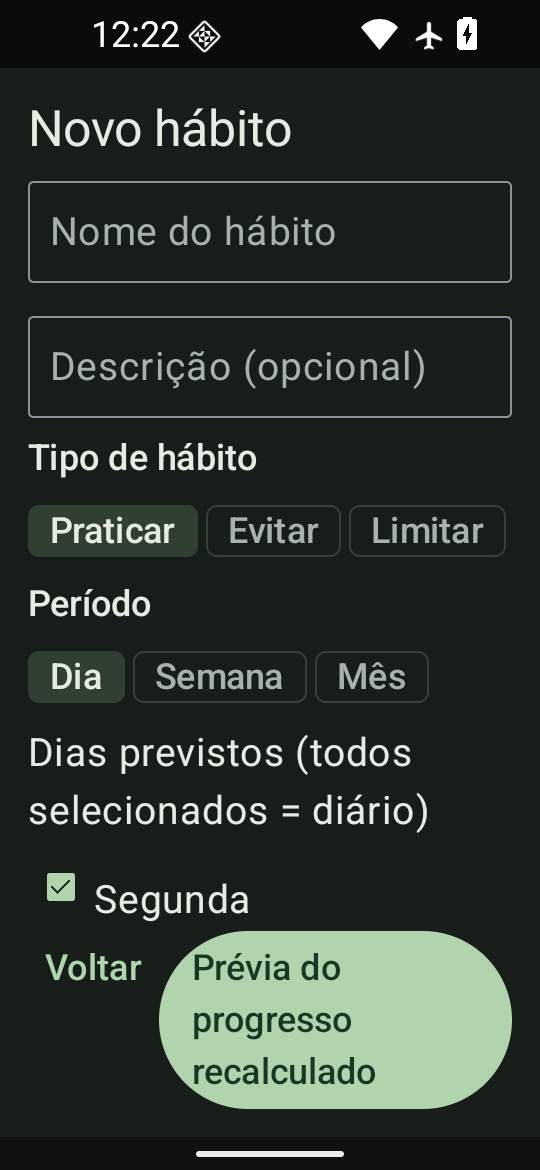 12:22
Novo hábito
Nome do hábito
Descrição (opcional)
Tipo de hábito
Praticar Evitar Limitar
Período
Dia Semana Mês
Dias previstos (todos
selecionados = diário)
Segunda
Voltar
Prévia do
progresso
recalculado